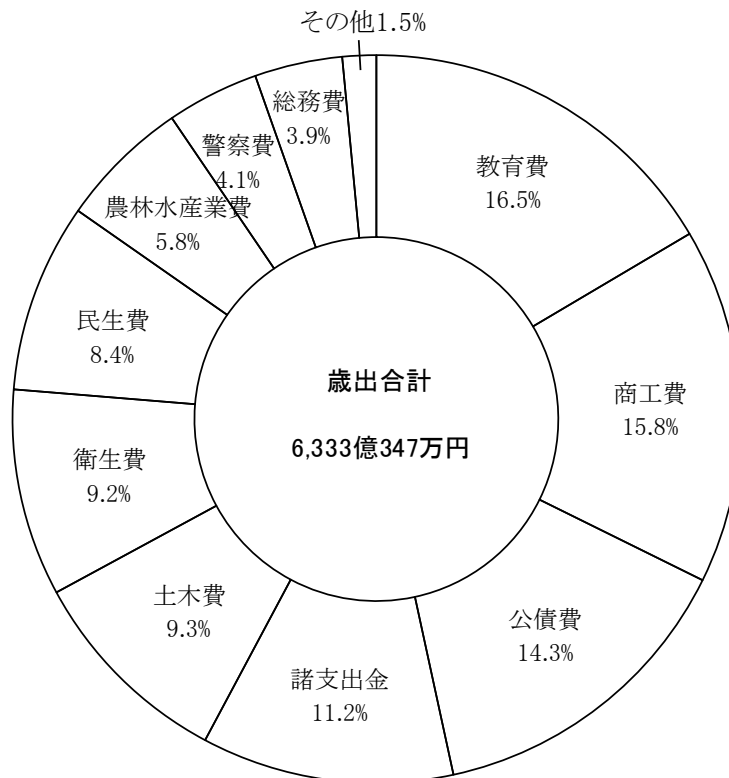 その他1.5%
総務費
3.9%
警察費
4.1%
農林水産業費
5.8%
民生費
8.4%
衛生費
9.2%
土木費
9.3%
諸支出金
11.2%
公債費
14.3%
商工費
15.8%
教育費
16.5%
歳出合計
6,333億347万円